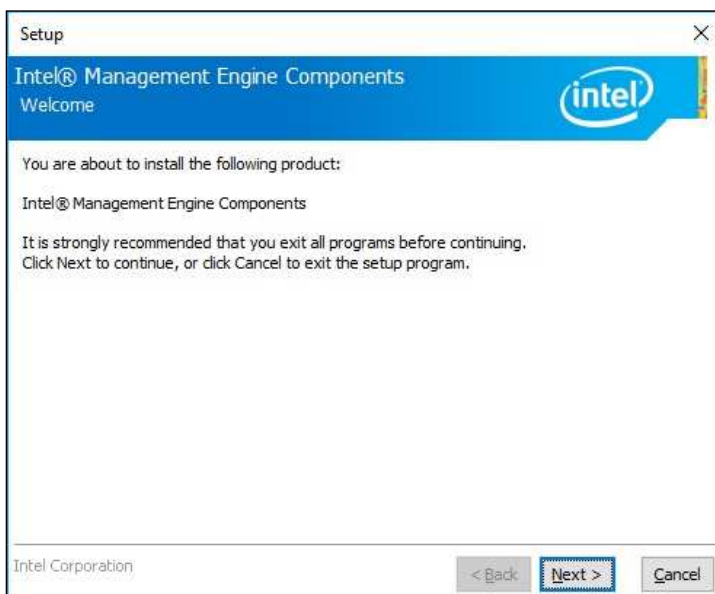 Setup
Intel® Management Engine Components
Welcome
intel
You are about to install the following product:
Intel® Management Engine Components
It is strongly recommended that you exit all programs before continuing.
Click Next to continue, or click Cancel to exit the setup program.
Intel Corporation
< Back Next > Cancel